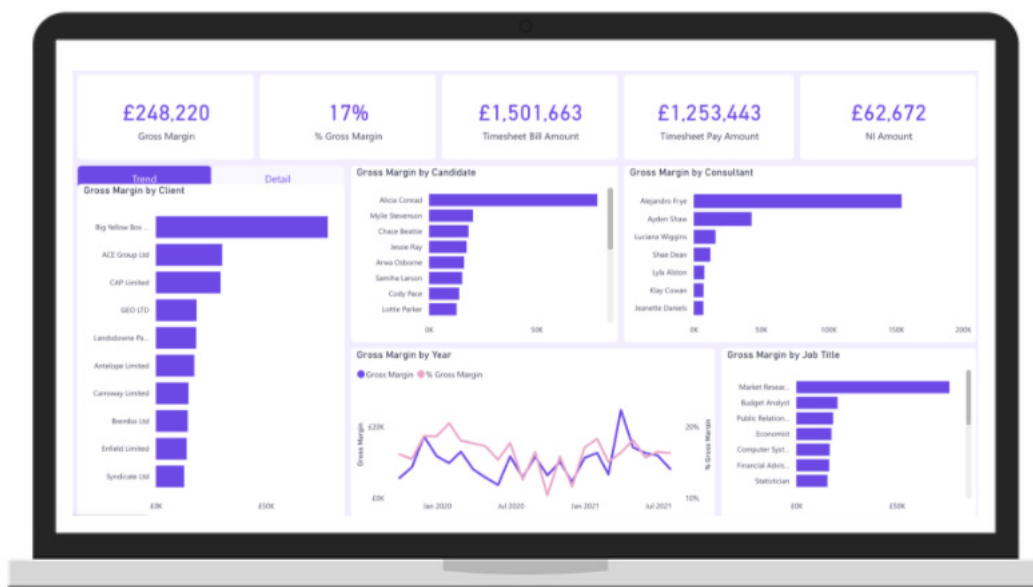 £248,220
Gross Margin
17%
% Gross Margin
£1,501,663
Timesheet Bill Amount
£1,253,443
Timesheet Pay Amount
£62,672
NI Amount
Trend
Detail
Gross Margin by Client
Big Yellow Box ...
ACE Group Ltd
CAP Limited
GEO LTD
Landsdowne Pa...
Antelope Limited
Carroway Limited
Brembo Ltd
Enfield Limited
Syndicate Ltd
£0K
£50K
Gross Margin by Candidate
Alicia Conrad
Mylie Stevenson
Chace Beattie
Jessie Ray
Arwa Osborne
Samiha Larson
Cody Pace
Lottie Parker
0K
50K
Gross Margin by Consultant
Alejandro Frye
Ayden Shaw
Luciana Wiggins
Shae Dean
Lyla Alston
Klay Cowan
Jeanette Daniels
0K
50K
100K
150K
200K
Gross Margin by Year
Gross Margin
% Gross Margin
Gross Margin
£20K
£0K
Jan 2020
Jul 2020
Jan 2021
Jul 2021
20%
10%
% Gross Margin
Gross Margin by Job Title
Market Resear...
Budget Analyst
Public Relation...
Economist
Computer Syst...
Financial Advis...
Statistician
£0K
£50K